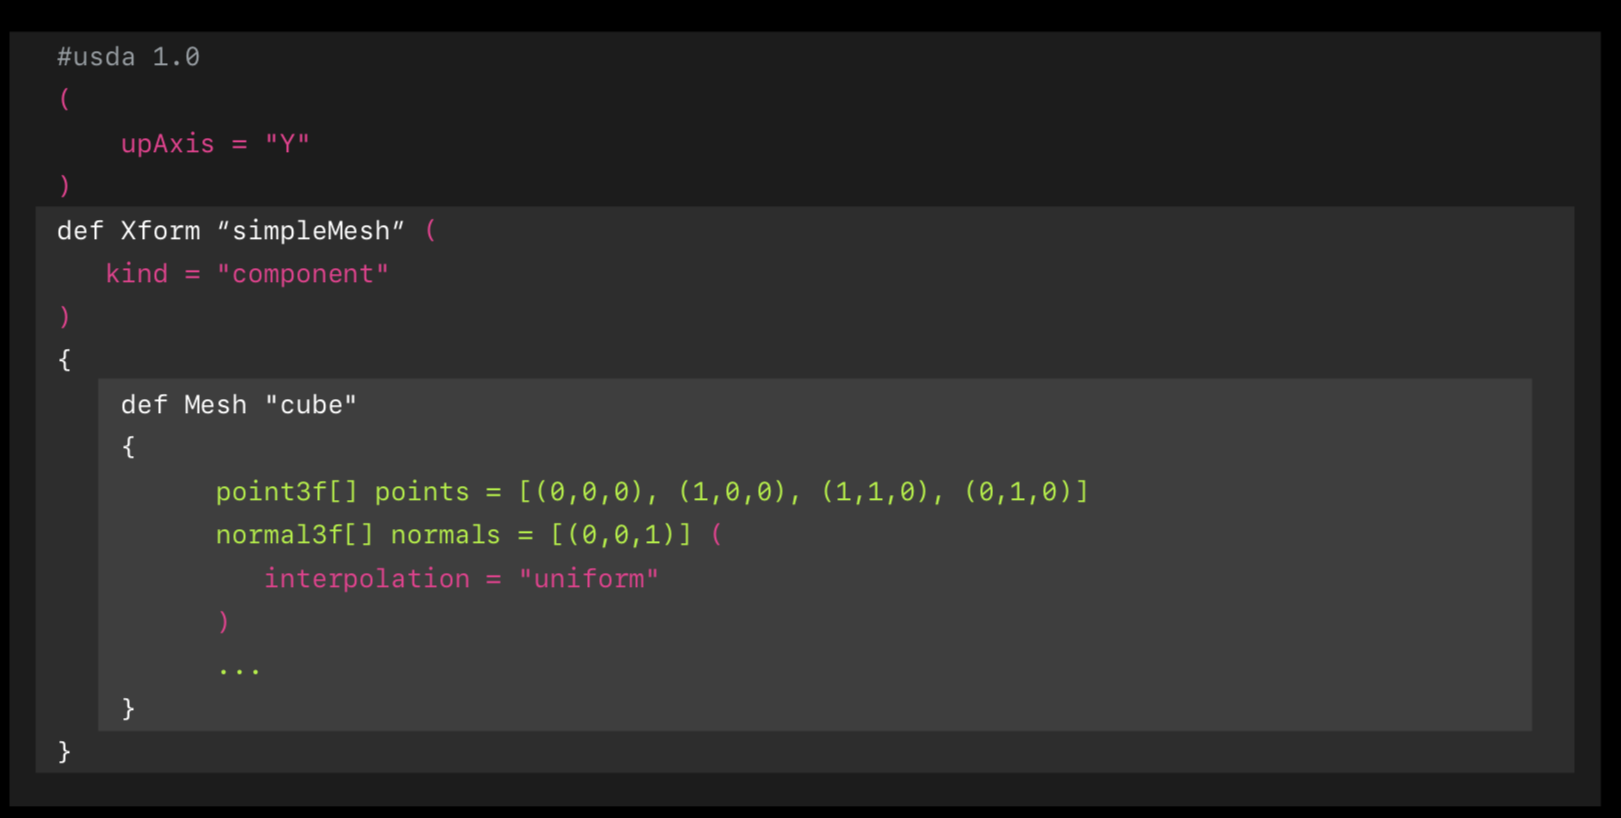 #usda 1.0
(
    upAxis = "Y"
)
def Xform “simpleMesh” (
   kind = "component"
)
{
    def Mesh "cube"
    {
          point3f[] points = [(0,0,0), (1,0,0), (1,1,0), (0,1,0)]
          normal3f[] normals = [(0,0,1)] (
             interpolation = "uniform"
          )
          ...
    }
}